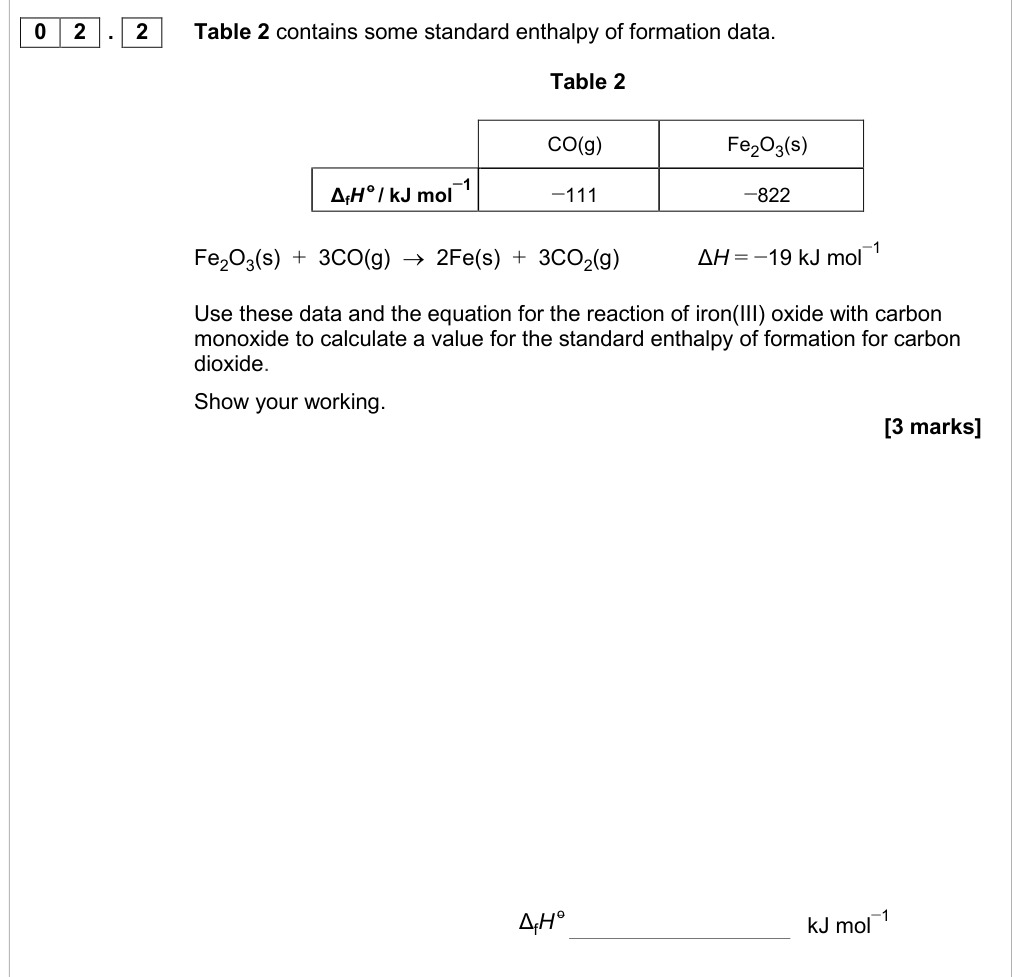 0 2 . 2 Table 2 contains some standard enthalpy of formation data.
Table 2
CO(g) Fe₂O₃(s)
ΔfH⦵ / kJ mol⁻¹ −111 −822
Fe₂O₃(s) + 3CO(g) → 2Fe(s) + 3CO₂(g) ΔH = −19 kJ mol⁻¹
Use these data and the equation for the reaction of iron(III) oxide with carbon
monoxide to calculate a value for the standard enthalpy of formation for carbon
dioxide.
Show your working.
[3 marks]
ΔfH⦵ kJ mol⁻¹